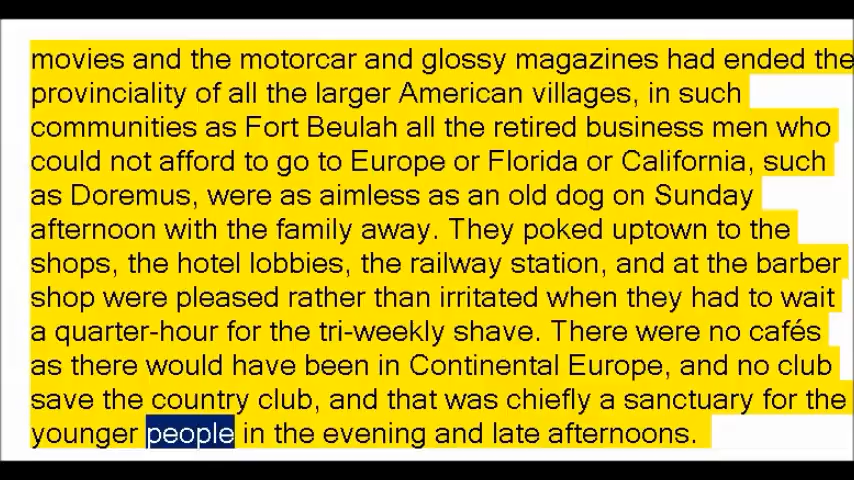 movies and the motorcar and glossy magazines had ended the
provinciality of all the larger American villages, in such
communities as Fort Beulah all the retired business men who
could not afford to go to Europe or Florida or California, such
as Doremus, were as aimless as an old dog on Sunday
afternoon with the family away. They poked uptown to the
shops, the hotel lobbies, the railway station, and at the barber
shop were pleased rather than irritated when they had to wait
a quarter-hour for the tri-weekly shave. There were no cafés
as there would have been in Continental Europe, and no club
save the country club, and that was chiefly a sanctuary for the
younger people in the evening and late afternoons.